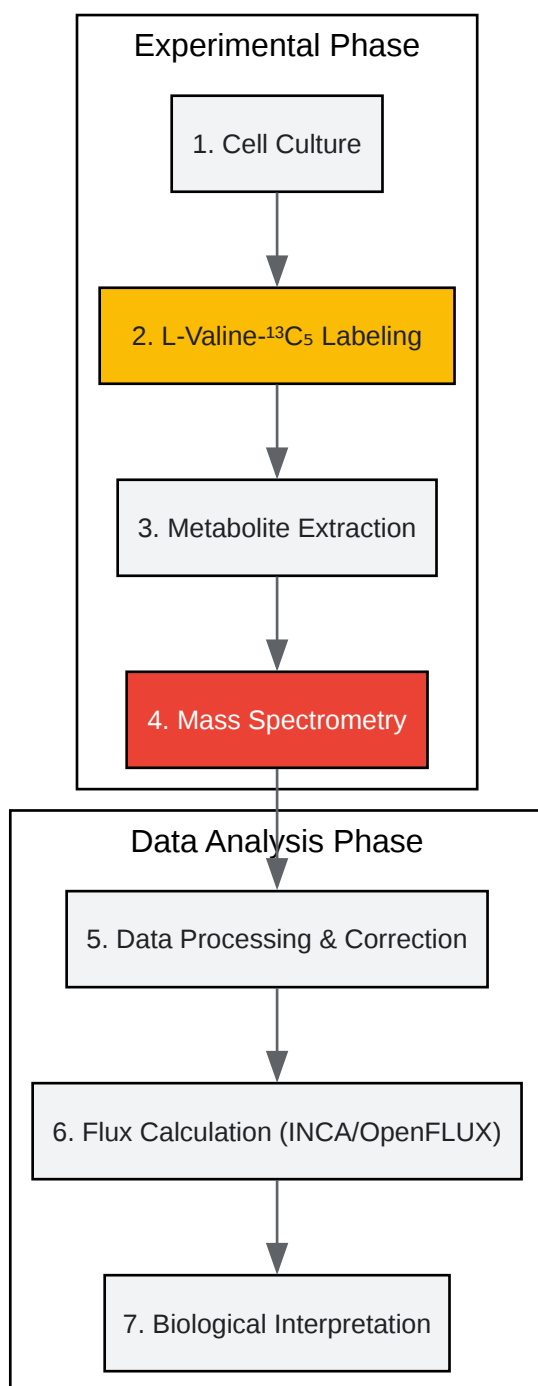 Experimental Phase
1. Cell Culture
2. L-Valine-¹³C₅ Labeling
3. Metabolite Extraction
4. Mass Spectrometry
Data Analysis Phase
5. Data Processing & Correction
6. Flux Calculation (INCA/OpenFLUX)
7. Biological Interpretation